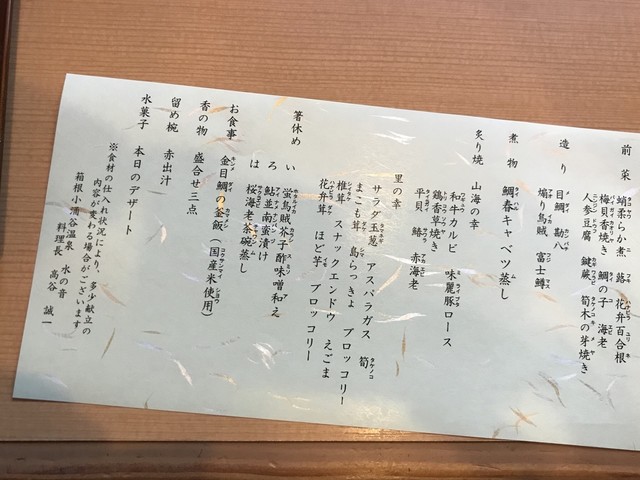 前菜
蛸柔らか煮 蕗 花弁百合根
梅貝香焼き 鯛の子 海老
人参豆腐 鍵蕨 筍木の芽焼き
造り
目鯛 勘八
煽り烏賊 富士鱒
煮物
鯛春キャベツ蒸し
炙り焼
山海の幸
和牛カルビ 味麗豚ロース
鶏香草焼き
平貝 鰆 赤海老
里の幸
サラダ玉葱 アスパラガス 筍
まこも茸 島らっきょ ブロッコリー
椎茸 スナックエンドウ えごま
花弁茸 ほど芋 ブロッコリー
箸休め
い 蛍烏賊芥子酢味噌和え
ろ 鮎並南蛮漬け
は 桜海老茶碗蒸し
お食事
金目鯛の釜飯(国産米使用)
香の物
盛合せ三点
留め椀
赤出汁
水菓子
本日のデザート
※食材の仕入れ状況により、多少献立の
内容が変わる場合がございます
箱根小涌谷温泉 水の音
料理長 高谷 誠一